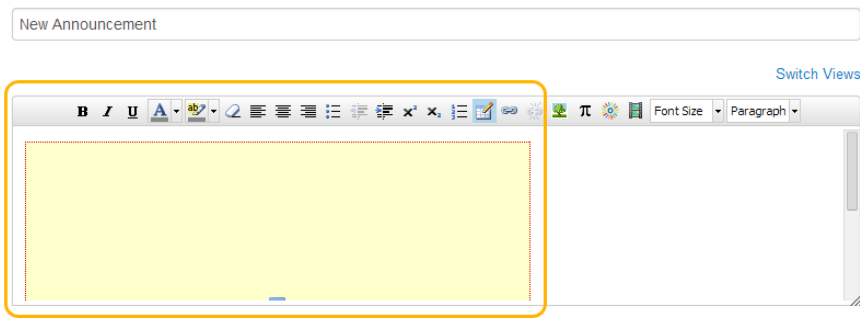 New Announcement
Switch Views
B I U A ab x² x₂ π Font Size Paragraph